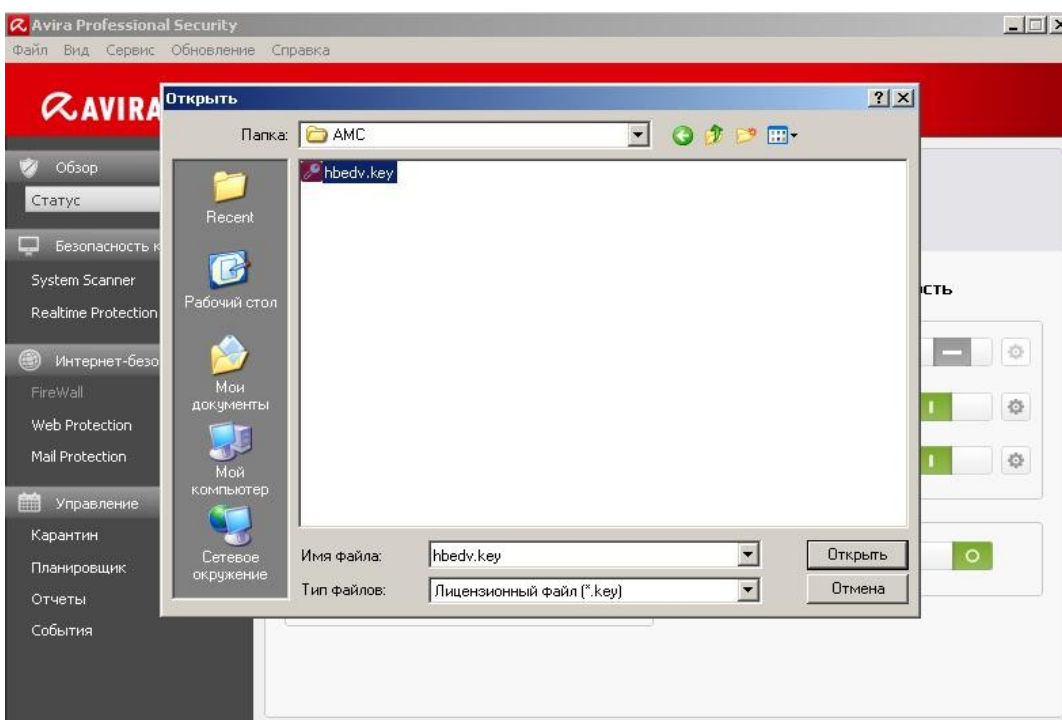 Avira Professional Security
Файл Вид Сервис Обновление Справка
AVIRA
Открыть
Папка: AMC
hbedv.key
Recent
Рабочий стол
Мои
документы
Мой
компьютер
Сетевое
окружение
Имя файла: hbedv.key Открыть
Тип файлов: Лицензионный файл (*.key) Отмена
Обзор
Статус
Безопасность к
System Scanner
Realtime Protection
Интернет-безо
FireWall
Web Protection
Mail Protection
Управление
Карантин
Планировщик
Отчеты
События